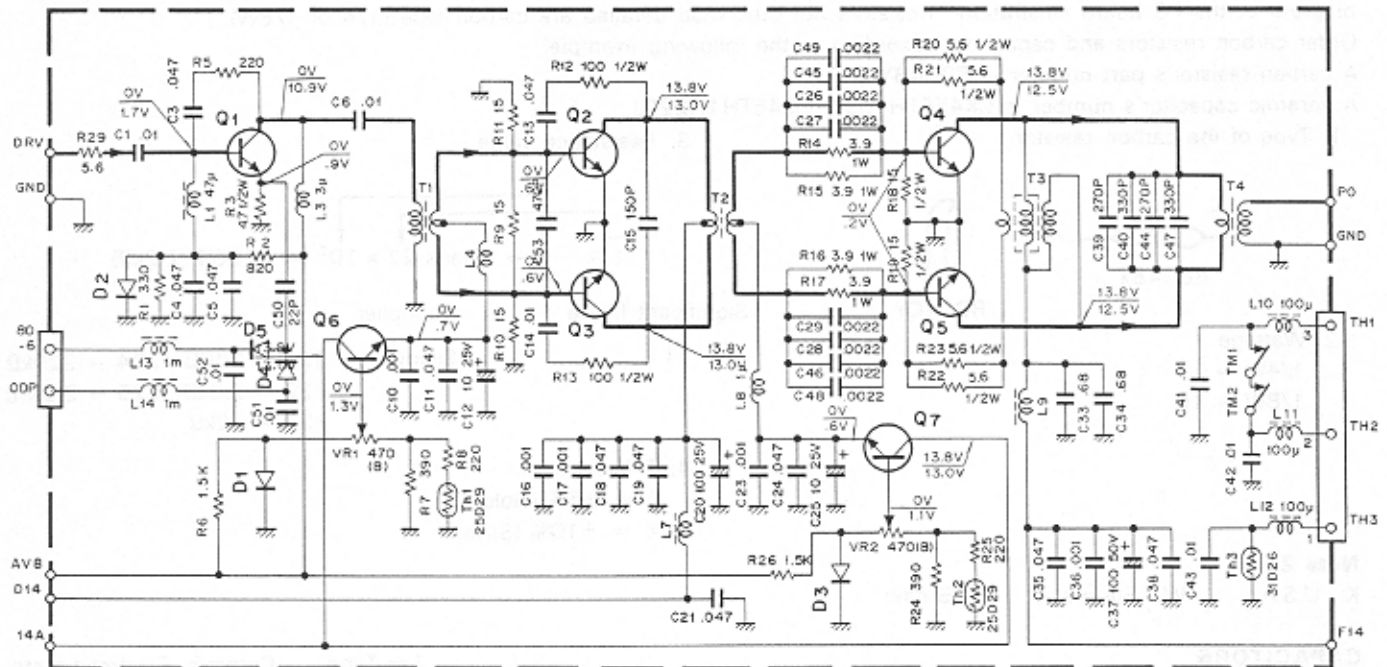 C49 .0022
R20 5.6 1/2W
C45 .0022
R21 5.6
1/2W
13.8V
12.5V
C26 .0022
C27 .0022
R5 220
C3 .047
0V
10.9V
0V
1.7V
C6 .01
R12 100 1/2W
13.8V
13.0V
R11 15
C13 .047
Q1
Q2
Q4
DRV
R29
5.6
C1 .01
0V
.9V
R14 3.9
1W
R15 3.9 1W
0V
.2V
R18 15
1/2W
GND
L1 47μ
R3
47 1/2W
L3 3μ
T1
R9 15
0V
.6V
470P
C53
C15 150P
T2
T3
C39 270P
C40 330P
C44 270P
C47 330P
T4
PO
GND
R2
820
L4
0V
.6V
R16 3.9 1W
R17 3.9
1W
R19 15
1/2W
D2
R1 330
C4 .047
C5 .047
C50
22P
Q6
0V
.7V
R10 15
C14 .01
Q3
R13 100 1/2W
13.8V
13.0V
C29 .0022
C28 .0022
C46 .0022
C48 .0022
Q5
R23 5.6 1/2W
R22 5.6
1/2W
13.8V
12.5V
80
-6
00P
L13 1m
L14 1m
D5
C52
.01
C51
.01
0V
1.3V
C10 .001
C11 .047
C12 10 25V
L8 1μ
L9
C33 .68
C34 .68
C41 .01
L10 100μ
3
TM1
TM2
L11
100μ
2
TH1
TH2
TH3
C42 .01
L12 100μ
1
VR1 470
(B)
D1
R6 1.5K
R7 390
R8
220
Th1
25D29
C16 .001
C17 .001
C18 .047
C19 .047
C20 100 25V
L7
C23 .001
C24 .047
C25 10 25V
0V
.6V
Q7
13.8V
13.0V
0V
1.1V
VR2 470(B)
R25
220
R26 1.5K
D3
R24 390
Th2
25D29
C35 .047
C36 .001
C37 100 50V
C38 .047
C43 .01
Th3
31D26
AV8
014
C21 .047
14A
F14